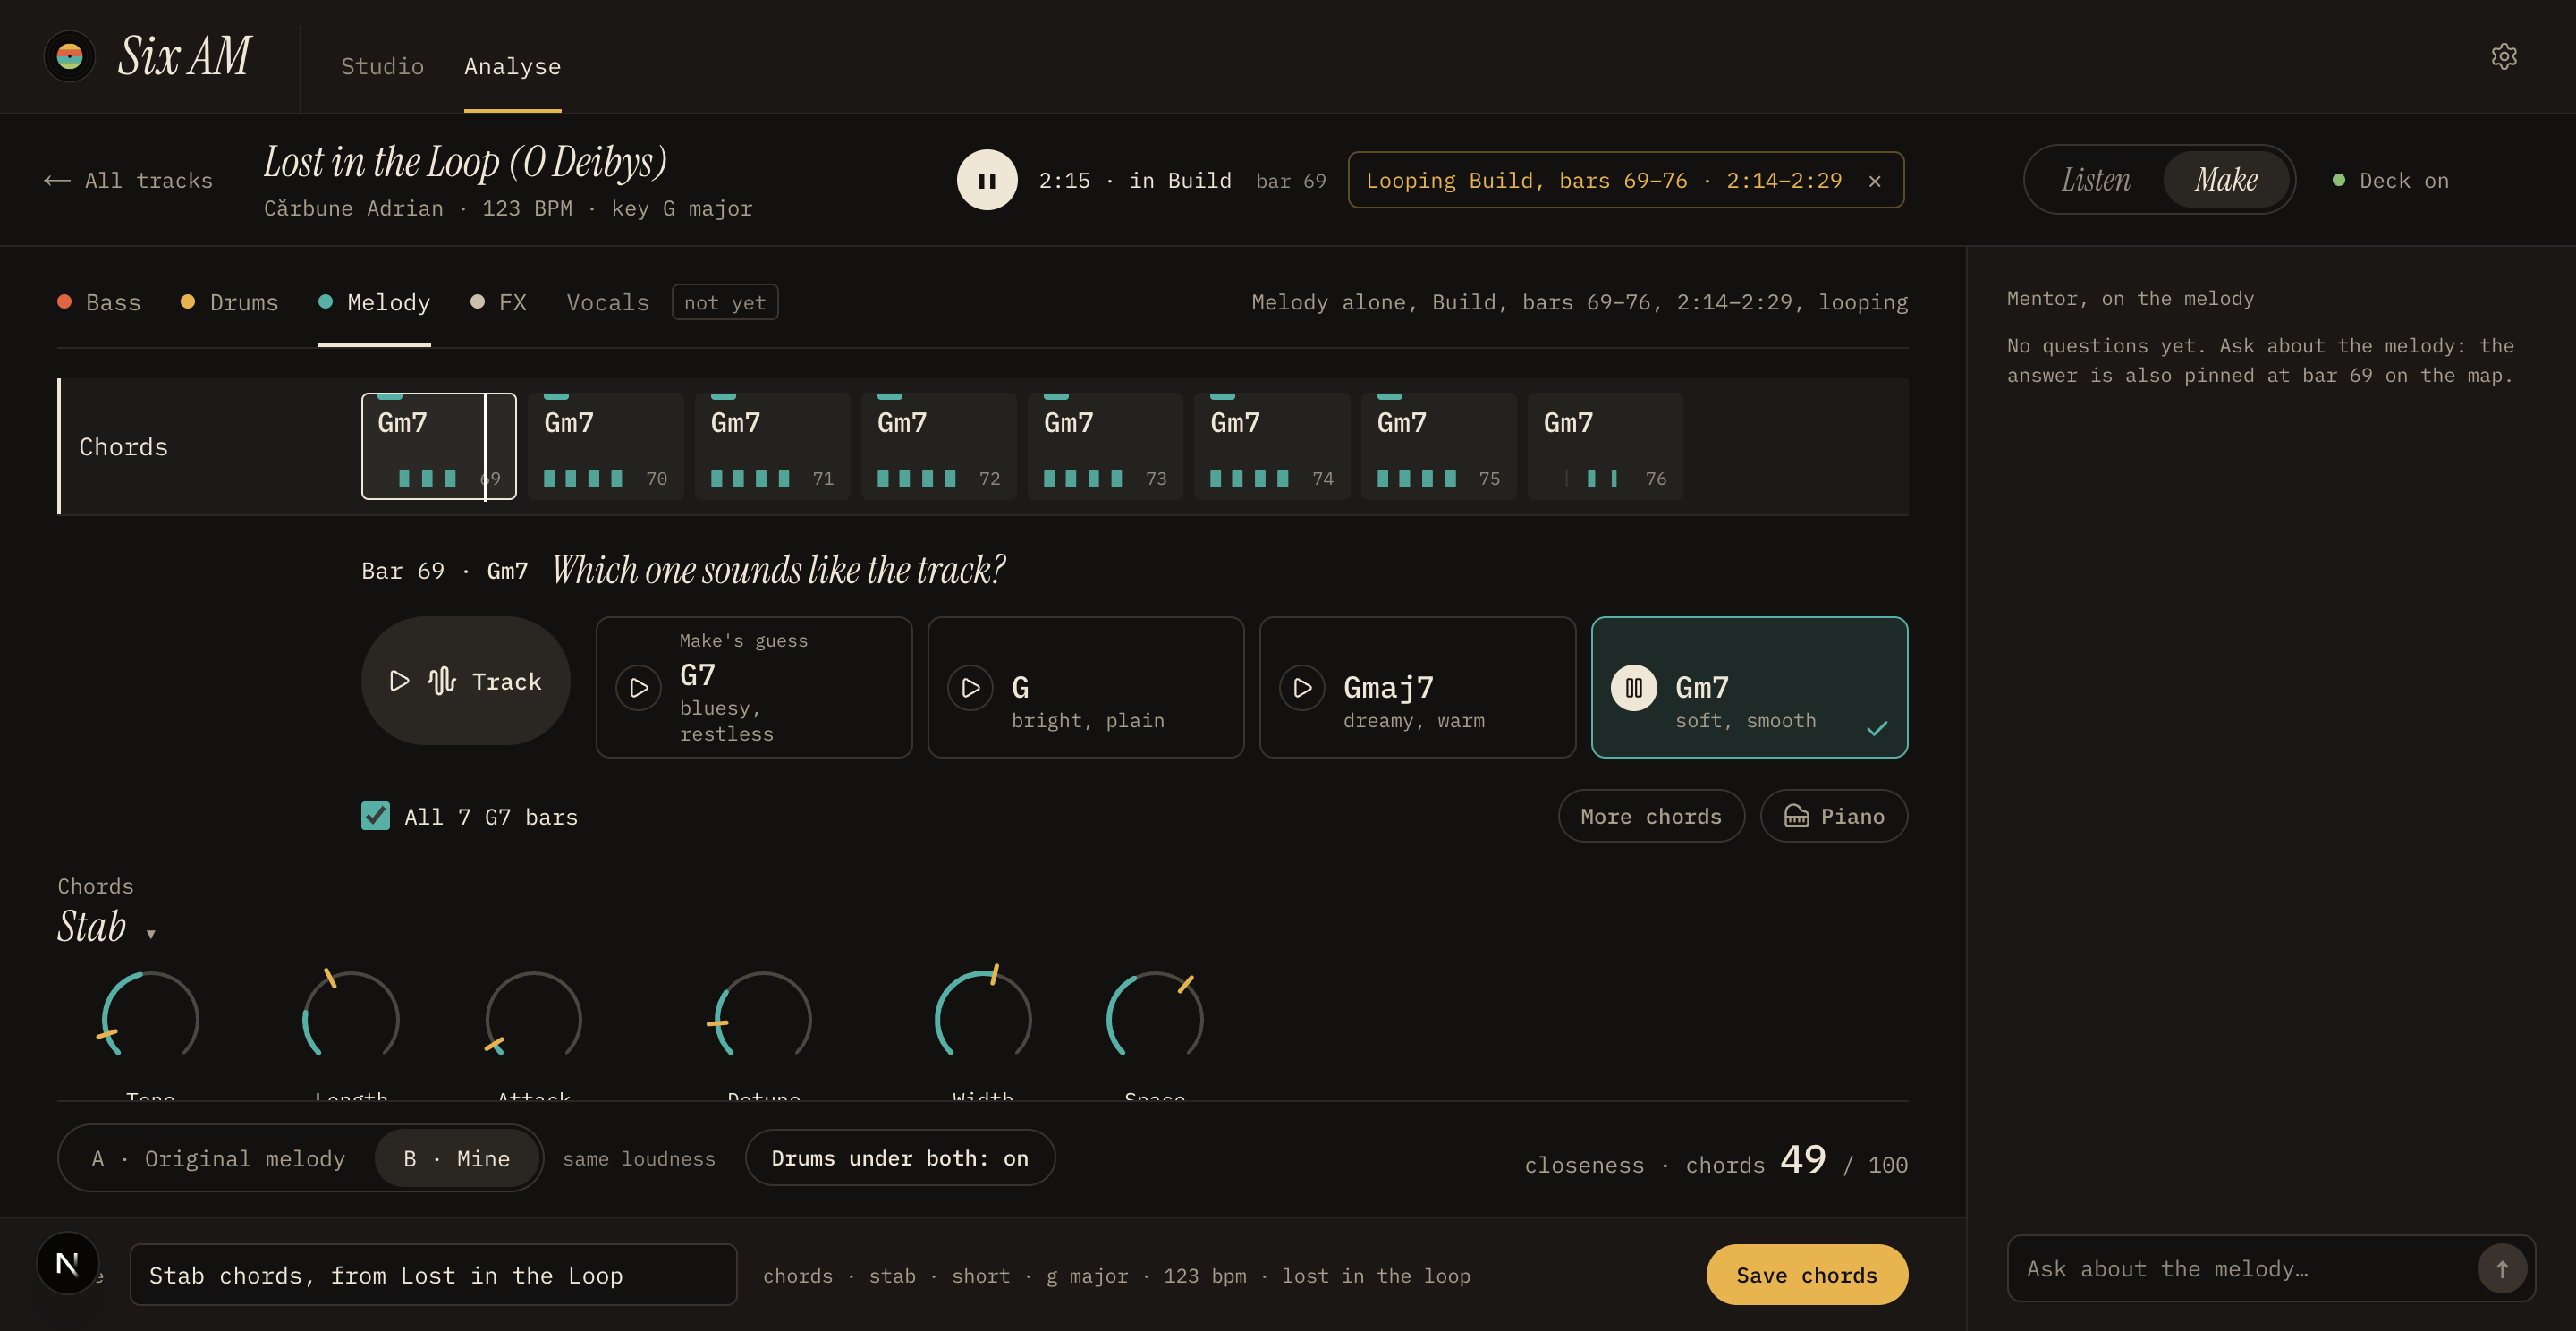 Six AM
Studio
Analyse
← All tracks
Lost in the Loop (O Deibys)
Cărbune Adrian · 123 BPM · key G major
2:15 · in Build
bar 69
Looping Build, bars 69–76 · 2:14–2:29 ×
Listen
Make
Deck on
Bass
Drums
Melody
FX
Vocals
not yet
Melody alone, Build, bars 69–76, 2:14–2:29, looping
Chords
Gm7
69
Gm7
70
Gm7
71
Gm7
72
Gm7
73
Gm7
74
Gm7
75
Gm7
76
Bar 69 · Gm7
Which one sounds like the track?
Track
Make's guess
G7
bluesy,
restless
G
bright, plain
Gmaj7
dreamy, warm
Gm7
soft, smooth
All 7 G7 bars
More chords
Piano
Chords
Stab ▾
Tone
Length
Attack
Detune
Width
Space
A · Original melody
B · Mine
same loudness
Drums under both: on
closeness · chords 49 / 100
N
Stab chords, from Lost in the Loop
chords · stab · short · g major · 123 bpm · lost in the loop
Save chords
Mentor, on the melody
No questions yet. Ask about the melody: the
answer is also pinned at bar 69 on the map.
Ask about the melody…
↑